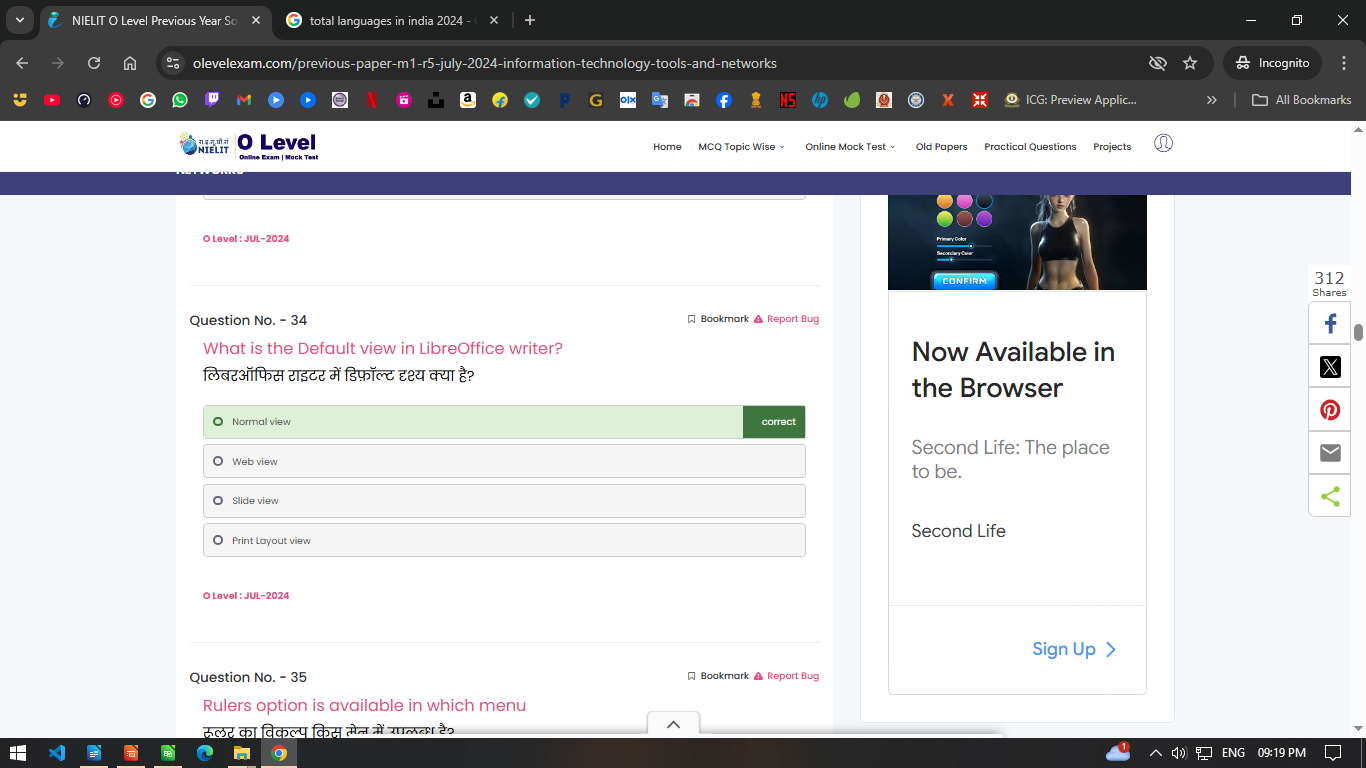 NIELIT O Level Previous Year So
total languages in india 2024 -
olevelexam.com/previous-paper-m1-r5-july-2024-information-technology-tools-and-networks
Incognito
ICG: Preview Applic...
All Bookmarks
रा.इ.सू.प्रौ.सं
NIELIT
O Level
Online Exam | Mock Test
Home
MCQ Topic Wise
Online Mock Test
Old Papers
Practical Questions
Projects
NETWORKS
O Level : JUL-2024
Question No. - 34
Bookmark
Report Bug
What is the Default view in LibreOffice writer?
लिबरऑफिस राइटर में डिफ़ॉल्ट दृश्य क्या है?
Normal view
correct
Web view
Slide view
Print Layout view
O Level : JUL-2024
Question No. - 35
Bookmark
Report Bug
Rulers option is available in which menu
रूलर का विकल्प किस मेनू में उपलब्ध है?
Primary Color
Secondary Color
CONFIRM
Now Available in
the Browser
Second Life: The place
to be.
Second Life
Sign Up
312
Shares
1
ENG
09:19 PM